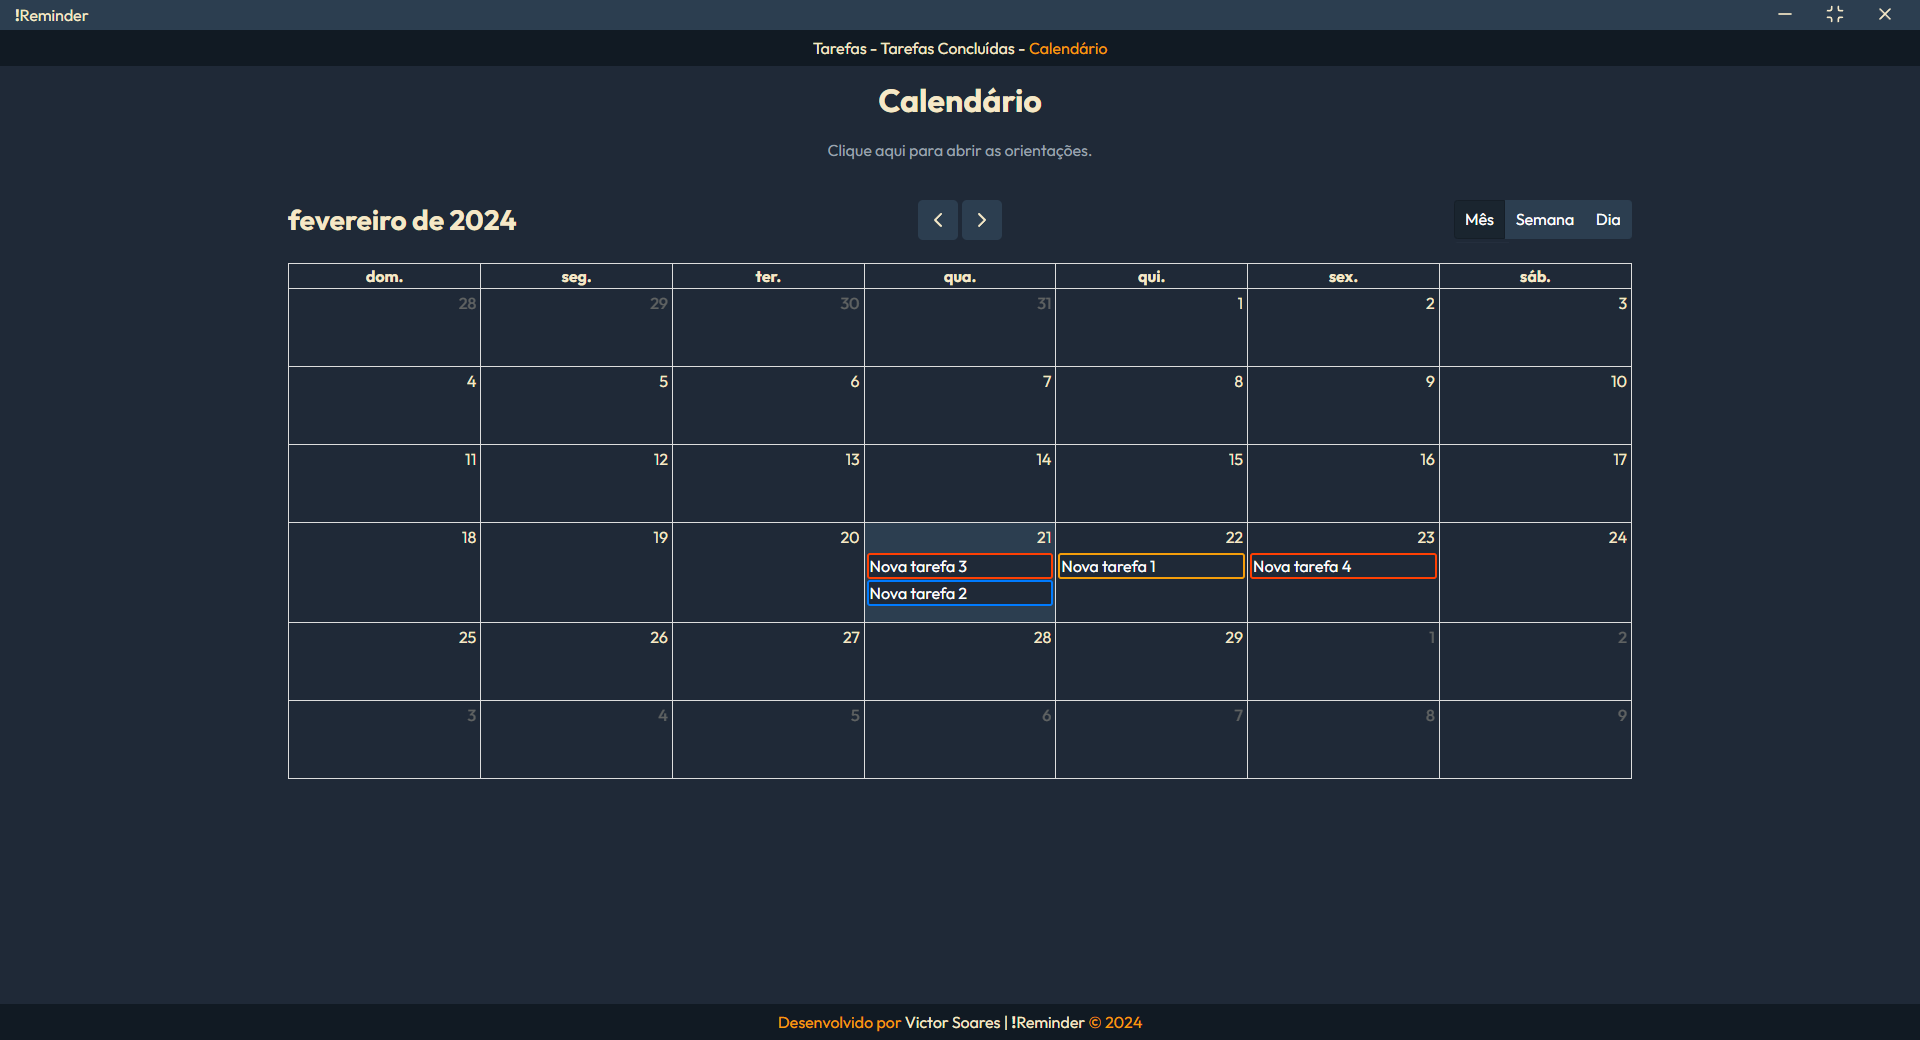 !Reminder
Tarefas - Tarefas Concluídas - Calendário
Calendário
Clique aqui para abrir as orientações.
fevereiro de 2024
Mês Semana Dia
dom. seg. ter. qua. qui. sex. sáb.
28 29 30 31 1 2 3
4 5 6 7 8 9 10
11 12 13 14 15 16 17
18 19 20 21 22 23 24
Nova tarefa 3 Nova tarefa 1 Nova tarefa 4
Nova tarefa 2
25 26 27 28 29 1 2
3 4 5 6 7 8 9
Desenvolvido por Victor Soares | !Reminder © 2024